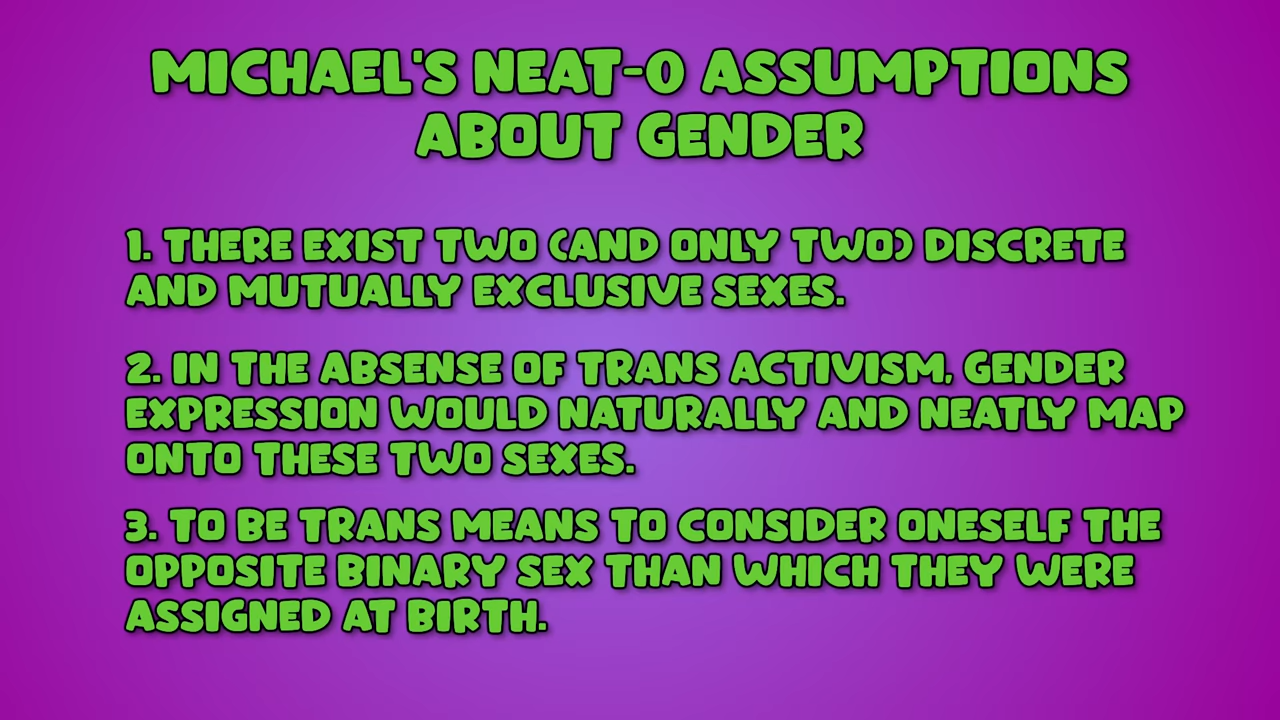 MICHAEL'S NEAT-O ASSUMPTIONS
ABOUT GENDER
1. THERE EXIST TWO (AND ONLY TWO) DISCRETE
AND MUTUALLY EXCLUSIVE SEXES.
2. IN THE ABSENSE OF TRANS ACTIVISM, GENDER
EXPRESSION WOULD NATURALLY AND NEATLY MAP
ONTO THESE TWO SEXES.
3. TO BE TRANS MEANS TO CONSIDER ONESELF THE
OPPOSITE BINARY SEX THAN WHICH THEY WERE
ASSIGNED AT BIRTH.